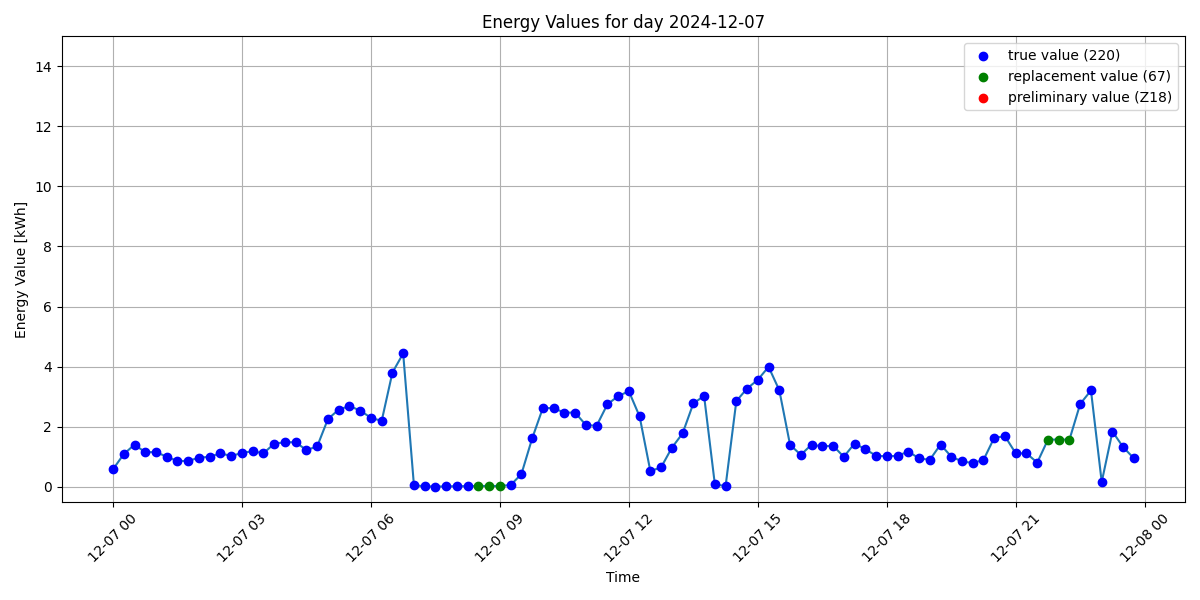 Energy Values for day 2024-12-07
true value (220)
replacement value (67)
preliminary value (Z18)
Energy Value [kWh]
14
12
10
8
6
4
2
0
12-07 00
12-07 03
12-07 06
12-07 09
12-07 12
12-07 15
12-07 18
12-07 21
12-08 00
Time